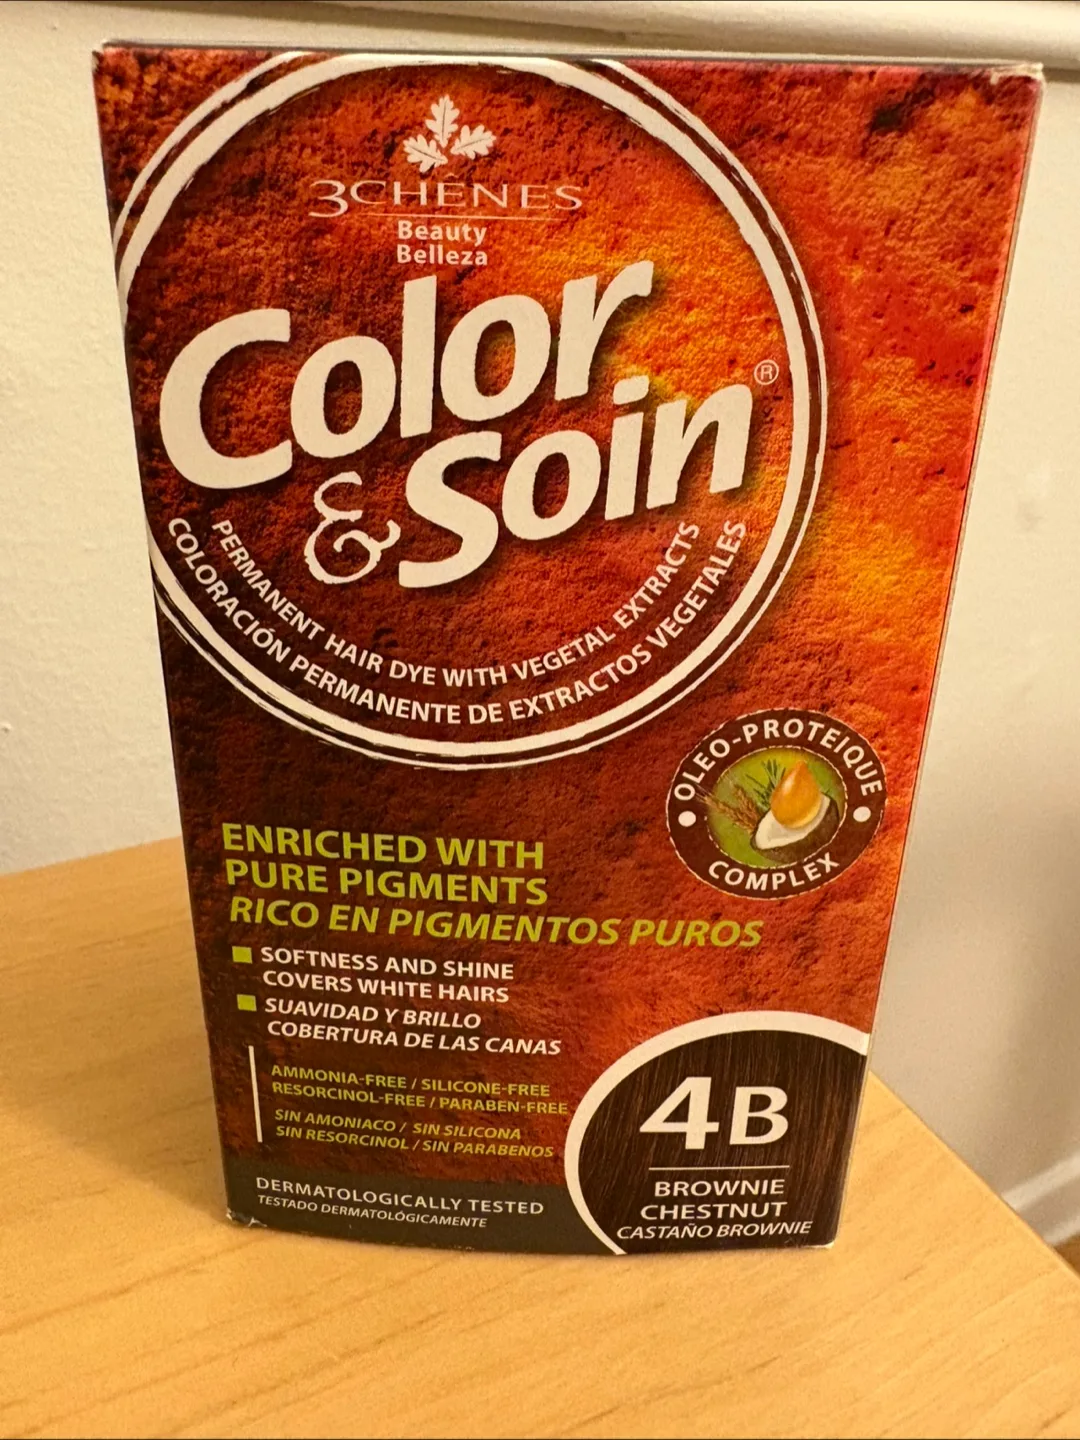 3CHÊNES
Beauty
Belleza
Color
& Soin®
PERMANENT HAIR DYE WITH VEGETAL EXTRACTS
COLORACIÓN PERMANENTE DE EXTRACTOS VEGETALES
OLEO-PROTEIQUE
COMPLEX
ENRICHED WITH
PURE PIGMENTS
RICO EN PIGMENTOS PUROS
SOFTNESS AND SHINE
COVERS WHITE HAIRS
SUAVIDAD Y BRILLO
COBERTURA DE LAS CANAS
AMMONIA-FREE / SILICONE-FREE
RESORCINOL-FREE / PARABEN-FREE
SIN AMONIACO / SIN SILICONA
SIN RESORCINOL / SIN PARABENOS
DERMATOLOGICALLY TESTED
TESTADO DERMATOLÓGICAMENTE
4B
BROWNIE
CHESTNUT
CASTAÑO BROWNIE